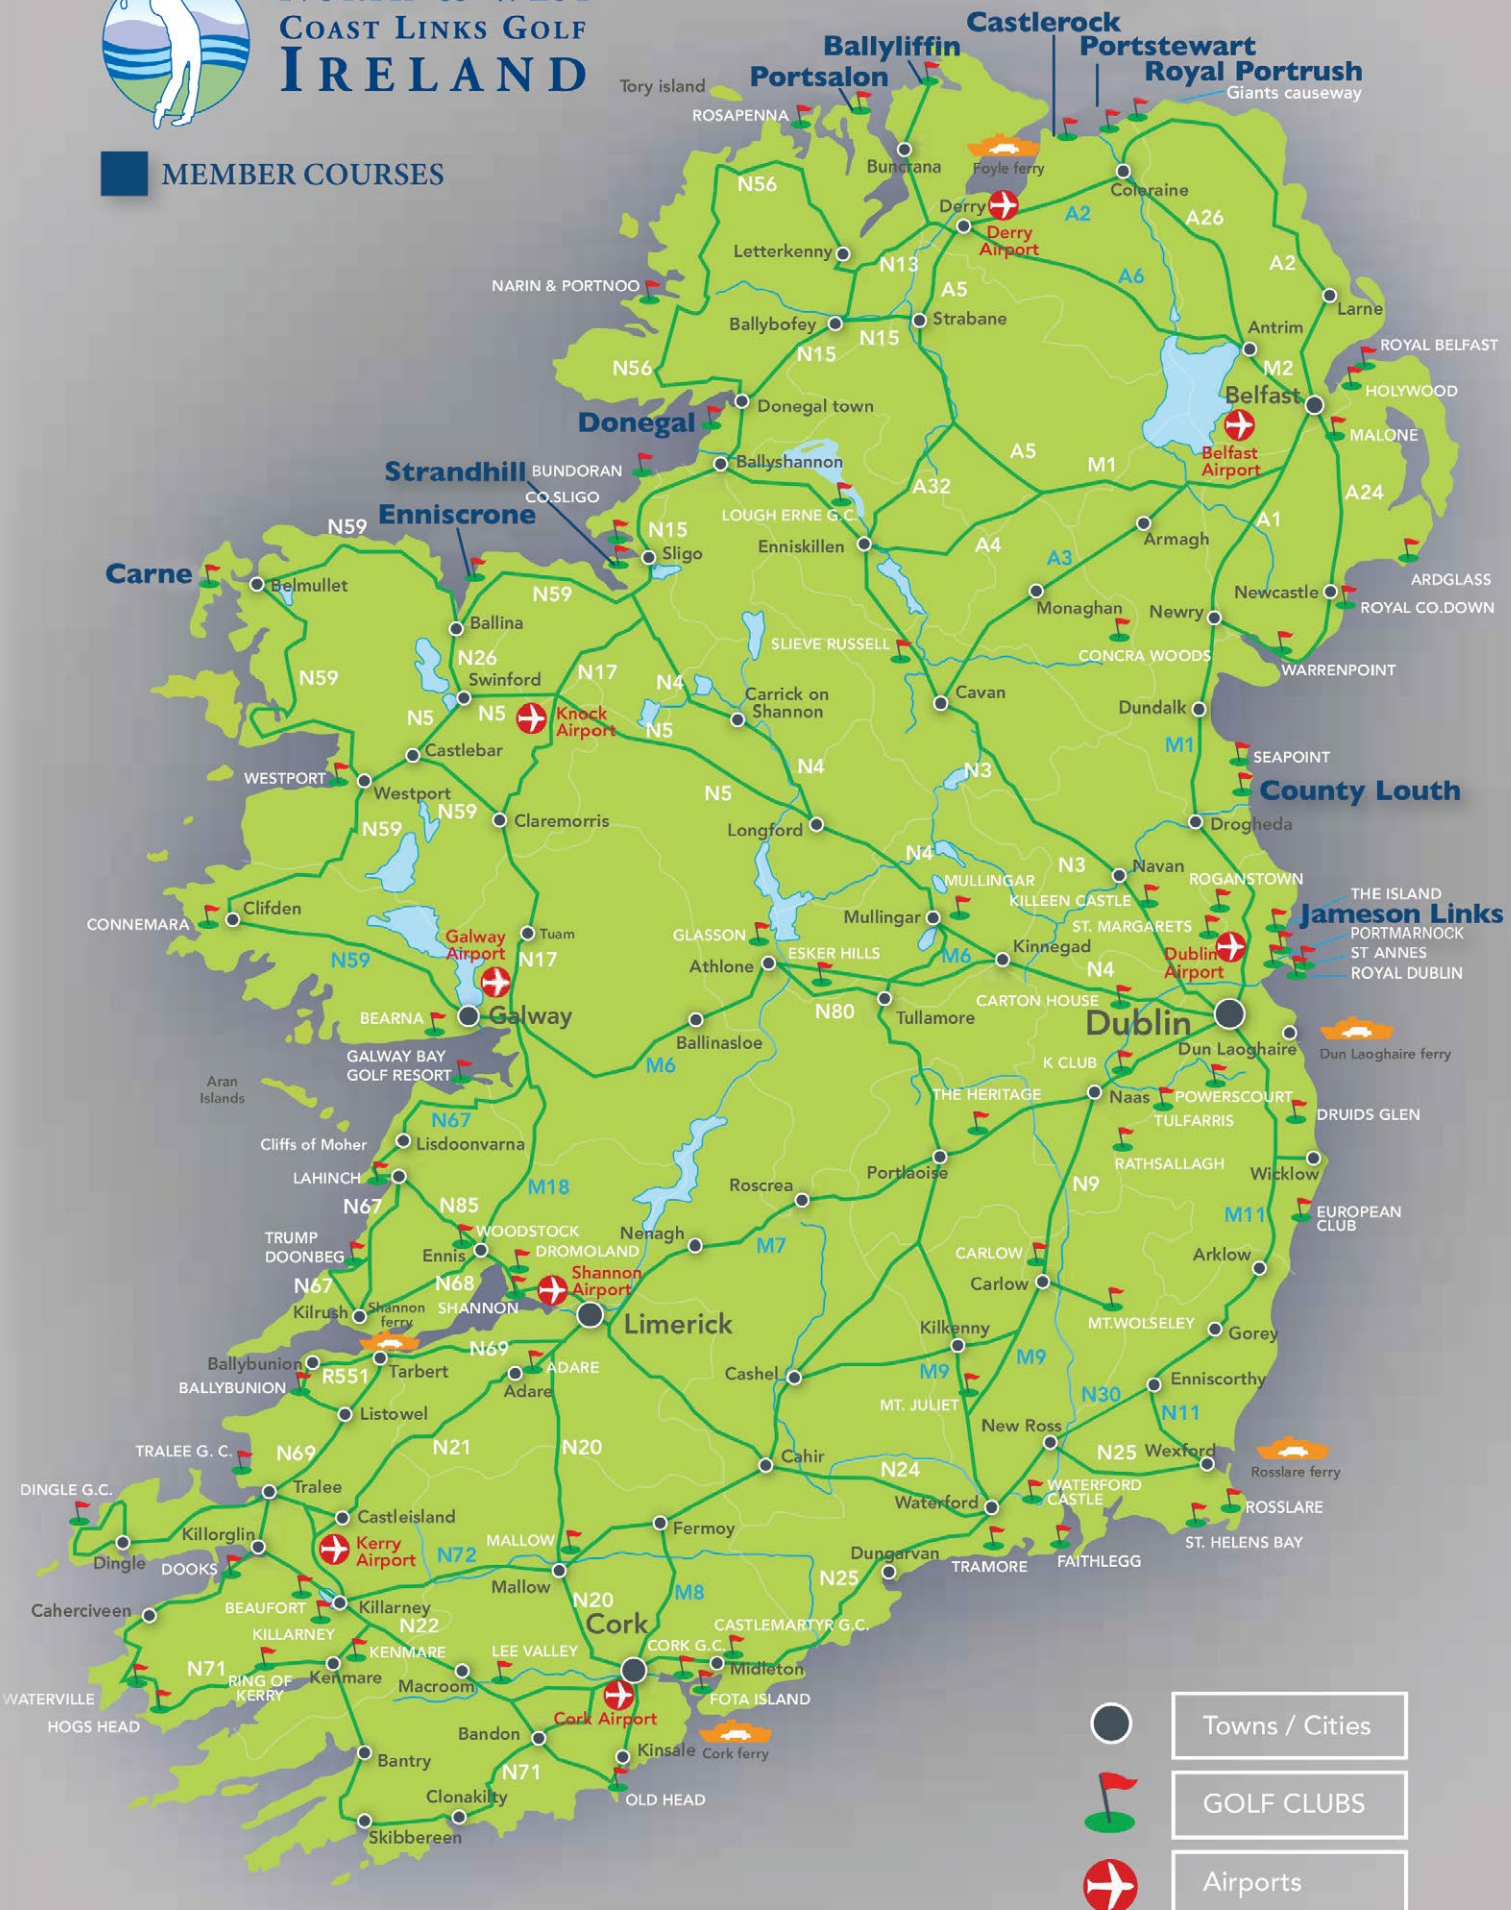 COAST LINKS GOLF
IRELAND
MEMBER COURSES
Castlerock
Ballyliffin
Portstewart
Portsalon
Royal Portrush
Tory island
Giants causeway
ROSAPENNA
Buncrana
Foyle ferry
N56
Coleraine
Derry
A2
A26
Derry
Airport
Letterkenny
N13
A2
A6
NARIN & PORTNOO
A5
Larne
Ballybofey
Strabane
Antrim
N15
N15
ROYAL BELFAST
N56
M2
HOLYWOOD
Belfast
Donegal town
Donegal
MALONE
Belfast
Airport
A5
M1
Ballyshannon
Strandhill
BUNDORAN
A32
A24
CO.SLIGO
LOUGH ERNE G.C.
Enniscrone
A1
N59
N15
Armagh
Sligo
Enniskillen
A4
A3
Carne
Belmullet
ARDGLASS
N59
Newcastle
Monaghan
Newry
ROYAL CO.DOWN
Ballina
SLIEVE RUSSELL
N26
CONCRA WOODS
WARRENPOINT
N59
Swinford
N17
N4
Carrick on
Shannon
Cavan
Dundalk
N5
N5
Knock
Airport
N5
M1
Castlebar
SEAPOINT
WESTPORT
N4
N3
County Louth
Westport
N5
N59
Claremorris
N59
Longford
Drogheda
N4
N3
Navan
MULLINGAR
ROGANSTOWN
KILLEEN CASTLE
THE ISLAND
Clifden
Jameson Links
CONNEMARA
Mullingar
ST. MARGARETS
PORTMARNOCK
Galway
Airport
Tuam
GLASSON
Kinnegad
ESKER HILLS
Dublin
Airport
ST ANNES
N59
N17
Athlone
M6
N4
ROYAL DUBLIN
CARTON HOUSE
N80
BEARNA
Galway
Tullamore
Dublin
Ballinasloe
Dun Laoghaire
Dun Laoghaire ferry
GALWAY BAY
GOLF RESORT
M6
K CLUB
Aran
Islands
THE HERITAGE
Naas
POWERSCOURT
N67
TULFARRIS
DRUIDS GLEN
Cliffs of Moher
Lisdoonvarna
RATHSALLAGH
Portlaoise
Wicklow
LAHINCH
M18
Roscrea
N9
N67
N85
M11
EUROPEAN
CLUB
WOODSTOCK
Nenagh
TRUMP
DOONBEG
Ennis
DROMOLAND
M7
CARLOW
Arklow
N67
N68
Shannon
Airport
Carlow
SHANNON
Kilrush
Shannon
ferry
Limerick
Kilkenny
MT.WOLSELEY
Gorey
N69
Ballybunion
R551
Tarbert
ADARE
Cashel
M9
M9
BALLYBUNION
Adare
Enniscorthy
N30
MT. JULIET
Listowel
N11
New Ross
TRALEE G. C.
N69
N21
N20
Cahir
N25
Wexford
N24
Rosslare ferry
DINGLE G.C.
Tralee
WATERFORD
CASTLE
Waterford
ROSSLARE
Castleisland
Killorglin
Fermoy
MALLOW
ST. HELENS BAY
Kerry
Airport
N72
Dungarvan
Dingle
DOOKS
TRAMORE
FAITHLEGG
Mallow
N25
M8
N20
Caherciveen
BEAUFORT
Killarney
Cork
CASTLEMARTYR G.C.
N22
KILLARNEY
KENMARE
LEE VALLEY
CORK G.C.
N71
Kenmare
Midleton
RING OF
KERRY
Macroom
WATERVILLE
FOTA ISLAND
HOGS HEAD
Cork Airport
Bandon
Towns / Cities
Bantry
Kinsale
Cork ferry
N71
Clonakilty
OLD HEAD
GOLF CLUBS
Skibbereen
Airports